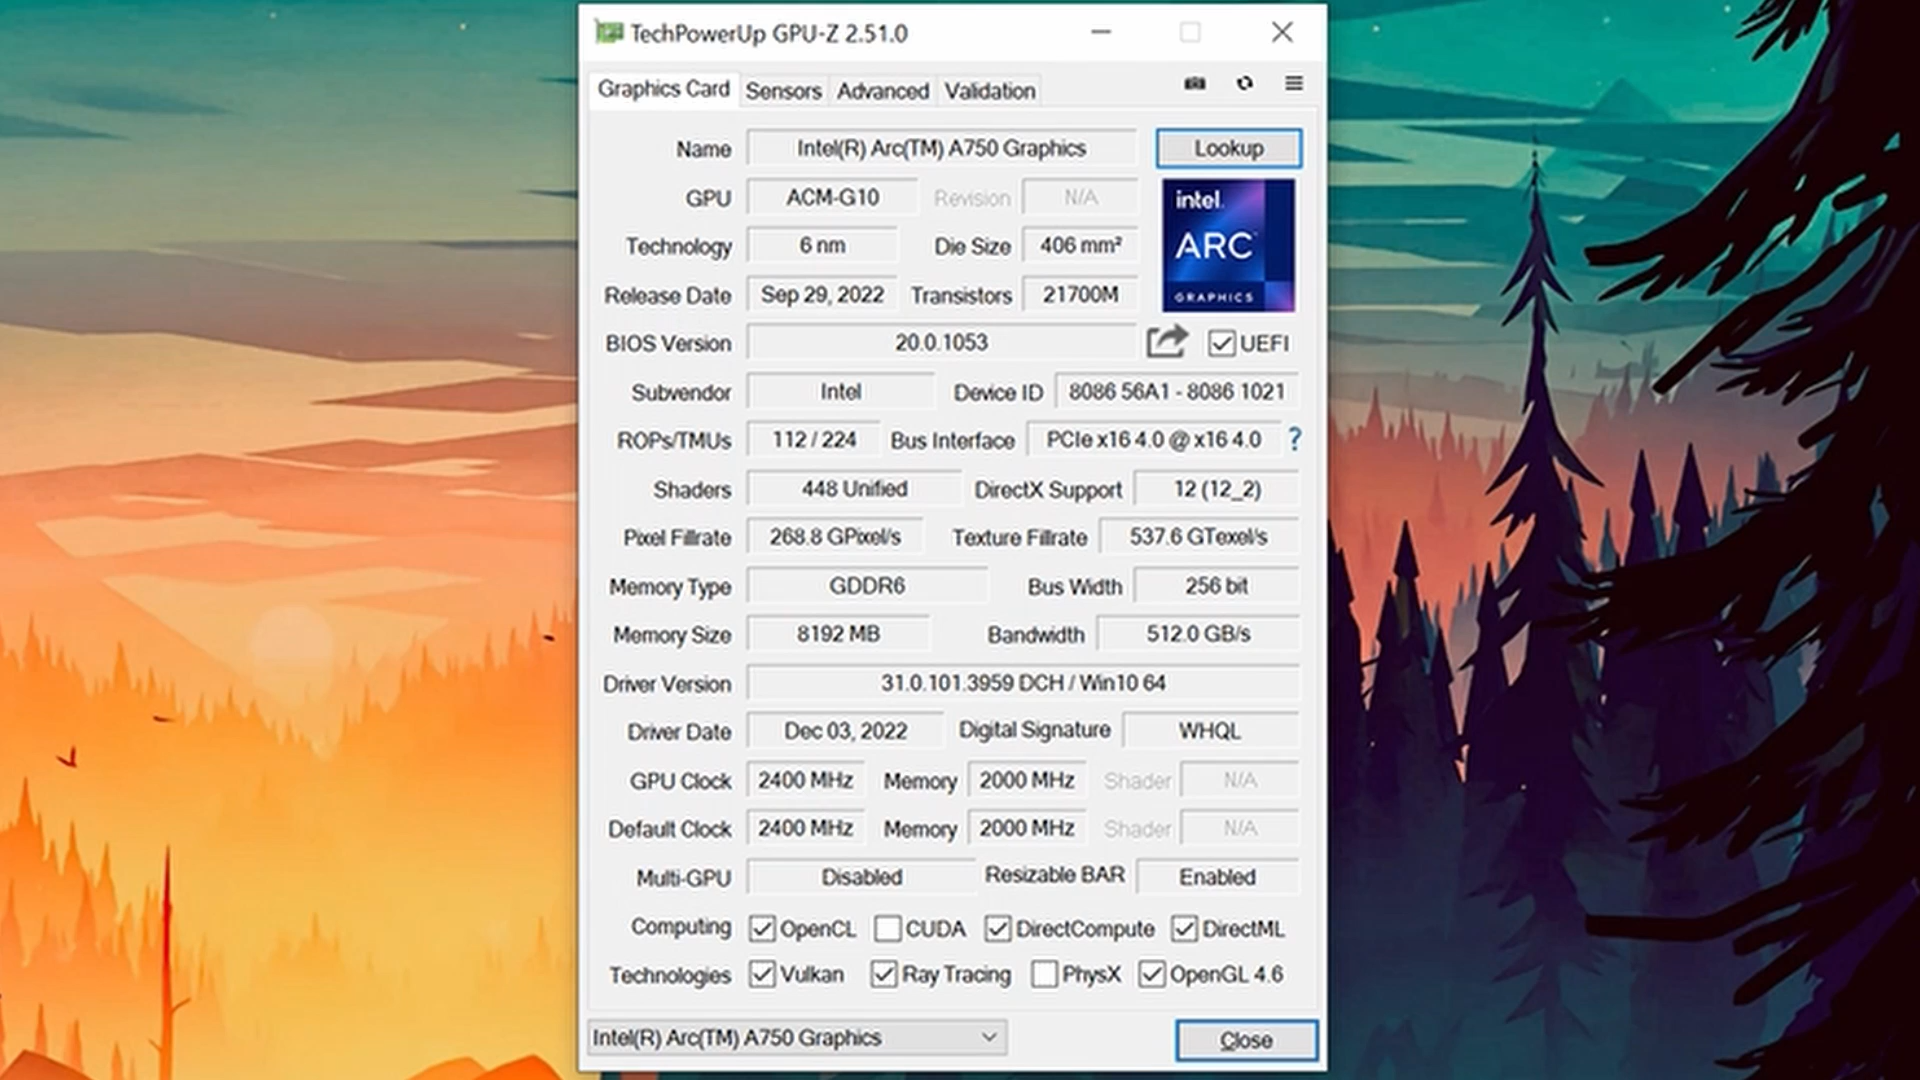 TechPowerUp GPU-Z 2.51.0
Graphics Card Sensors Advanced Validation
Name Intel(R) Arc(TM) A750 Graphics Lookup
GPU ACM-G10 Revision N/A
intel.
ARC
GRAPHICS
Technology 6 nm Die Size 406 mm²
Release Date Sep 29, 2022 Transistors 21700M
BIOS Version 20.0.1053 UEFI
Subvendor Intel Device ID 8086 56A1 - 8086 1021
ROPs/TMUs 112 / 224 Bus Interface PCIe x16 4.0 @ x16 4.0 ?
Shaders 448 Unified DirectX Support 12 (12_2)
Pixel Fillrate 268.8 GPixel/s Texture Fillrate 537.6 GTexel/s
Memory Type GDDR6 Bus Width 256 bit
Memory Size 8192 MB Bandwidth 512.0 GB/s
Driver Version 31.0.101.3959 DCH / Win10 64
Driver Date Dec 03, 2022 Digital Signature WHQL
GPU Clock 2400 MHz Memory 2000 MHz Shader N/A
Default Clock 2400 MHz Memory 2000 MHz Shader N/A
Multi-GPU Disabled Resizable BAR Enabled
Computing OpenCL CUDA DirectCompute DirectML
Technologies Vulkan Ray Tracing PhysX OpenGL 4.6
Intel(R) Arc(TM) A750 Graphics Close